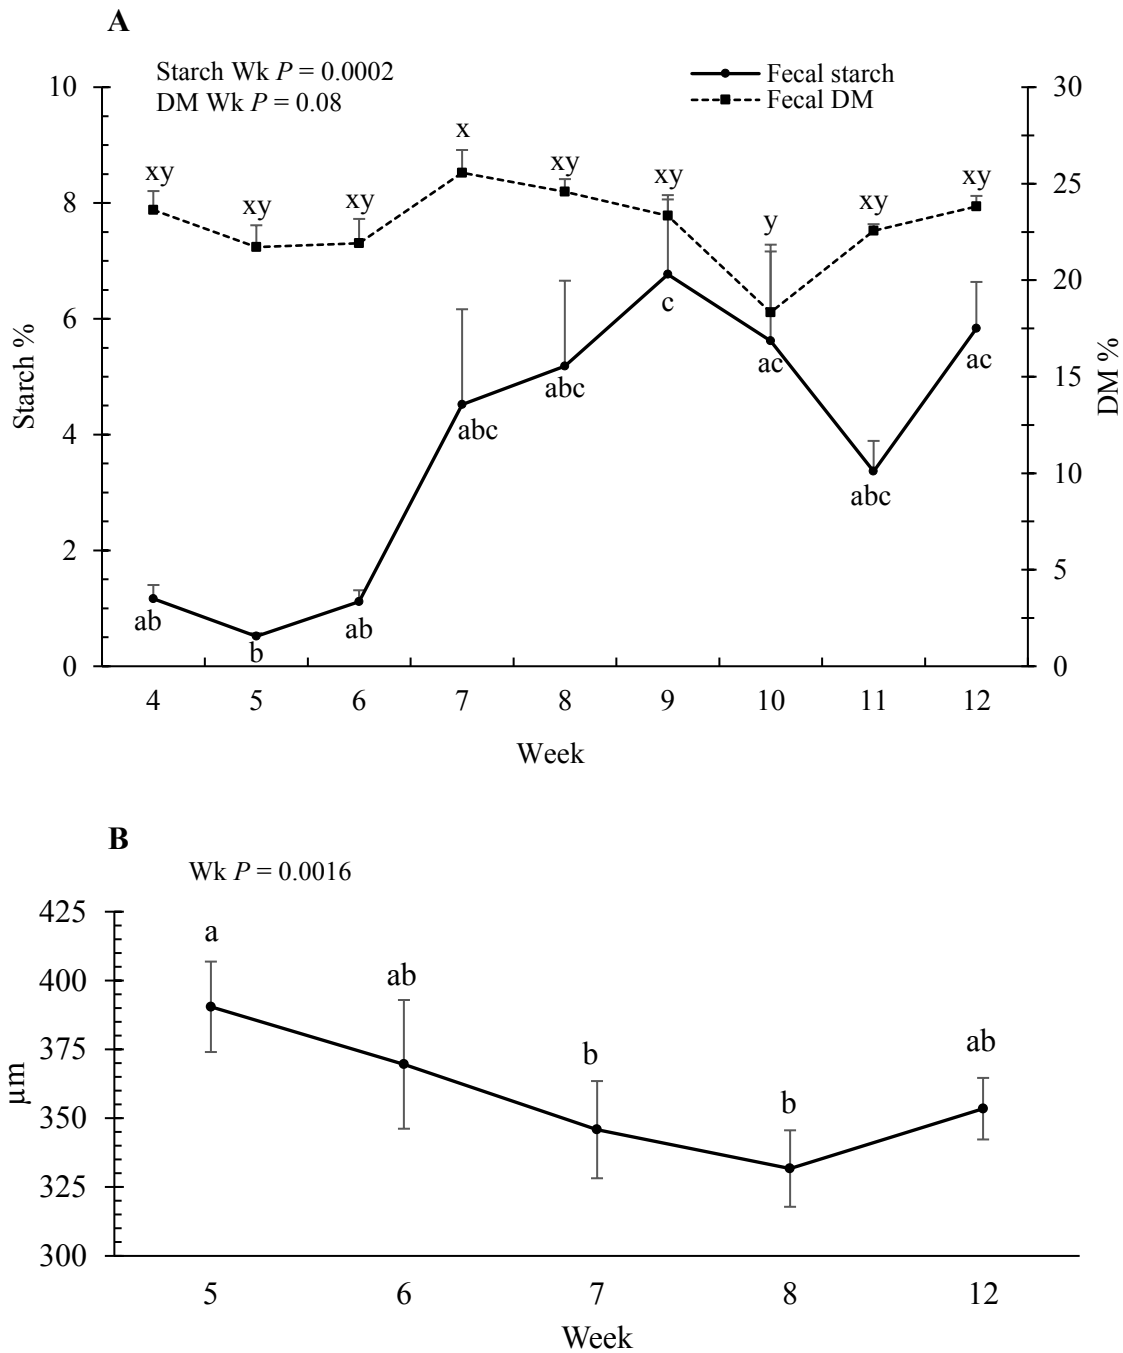 A
Starch Wk P = 0.0002
DM Wk P = 0.08
Fecal starch
Fecal DM
10
8
6
4
2
0
Starch %
30
25
20
15
10
5
0
DM %
xy
xy
xy
x
xy
xy
y
xy
xy
ab
b
ab
abc
abc
c
ac
abc
ac
4 5 6 7 8 9 10 11 12
Week
B
Wk P = 0.0016
425
400
375
350
325
300
µm
a
ab
b
b
ab
5 6 7 8 12
Week